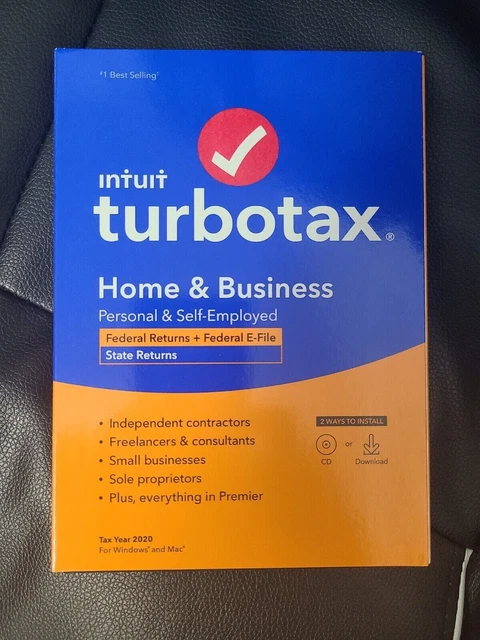 #1 Best Selling¹
intuit
turbotax®
Home & Business
Personal & Self-Employed
Federal Returns + Federal E-File
State Returns
• Independent contractors
• Freelancers & consultants
• Small businesses
• Sole proprietors
• Plus, everything in Premier
2 WAYS TO INSTALL
CD or Download
Tax Year 2020
For Windows® and Mac®